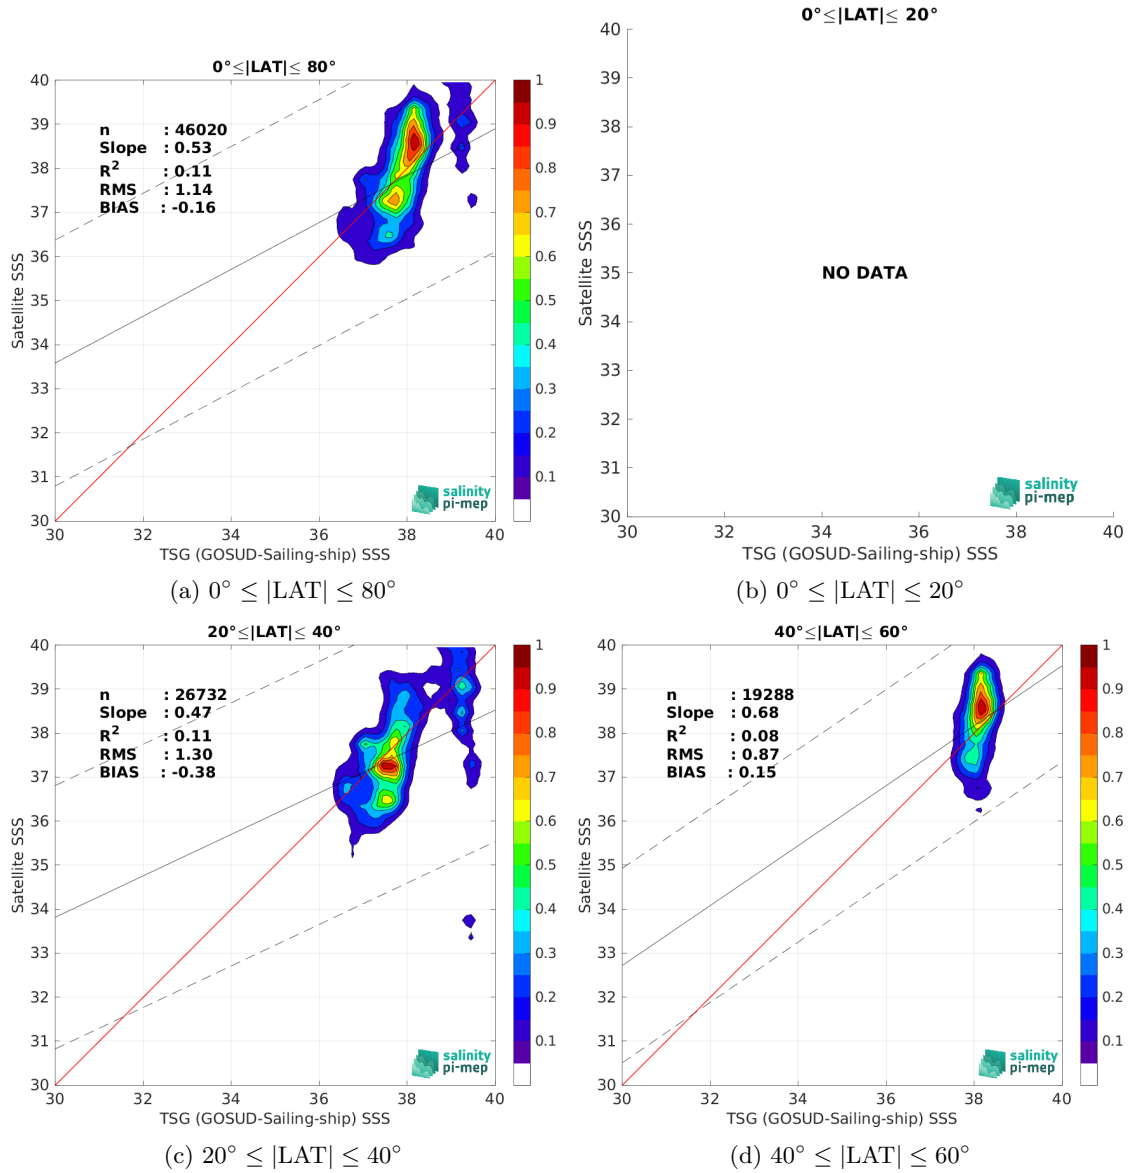 0°≤|LAT|≤ 80°
n : 46020
Slope : 0.53
R² : 0.11
RMS : 1.14
BIAS : -0.16
Satellite SSS
40
39
38
37
36
35
34
33
32
31
30
30 32 34 36 38 40
TSG (GOSUD-Sailing-ship) SSS
1
0.9
0.8
0.7
0.6
0.5
0.4
0.3
0.2
0.1
salinity
pi-mep
(a) 0° ≤ |LAT| ≤ 80°
0°≤|LAT|≤ 20°
NO DATA
Satellite SSS
40
39
38
37
36
35
34
33
32
31
30
30 32 34 36 38 40
TSG (GOSUD-Sailing-ship) SSS
salinity
pi-mep
(b) 0° ≤ |LAT| ≤ 20°
20°≤|LAT|≤ 40°
n : 26732
Slope : 0.47
R² : 0.11
RMS : 1.30
BIAS : -0.38
Satellite SSS
40
39
38
37
36
35
34
33
32
31
30
30 32 34 36 38 40
TSG (GOSUD-Sailing-ship) SSS
1
0.9
0.8
0.7
0.6
0.5
0.4
0.3
0.2
0.1
salinity
pi-mep
(c) 20° ≤ |LAT| ≤ 40°
40°≤|LAT|≤ 60°
n : 19288
Slope : 0.68
R² : 0.08
RMS : 0.87
BIAS : 0.15
Satellite SSS
40
39
38
37
36
35
34
33
32
31
30
30 32 34 36 38 40
TSG (GOSUD-Sailing-ship) SSS
1
0.9
0.8
0.7
0.6
0.5
0.4
0.3
0.2
0.1
salinity
pi-mep
(d) 40° ≤ |LAT| ≤ 60°